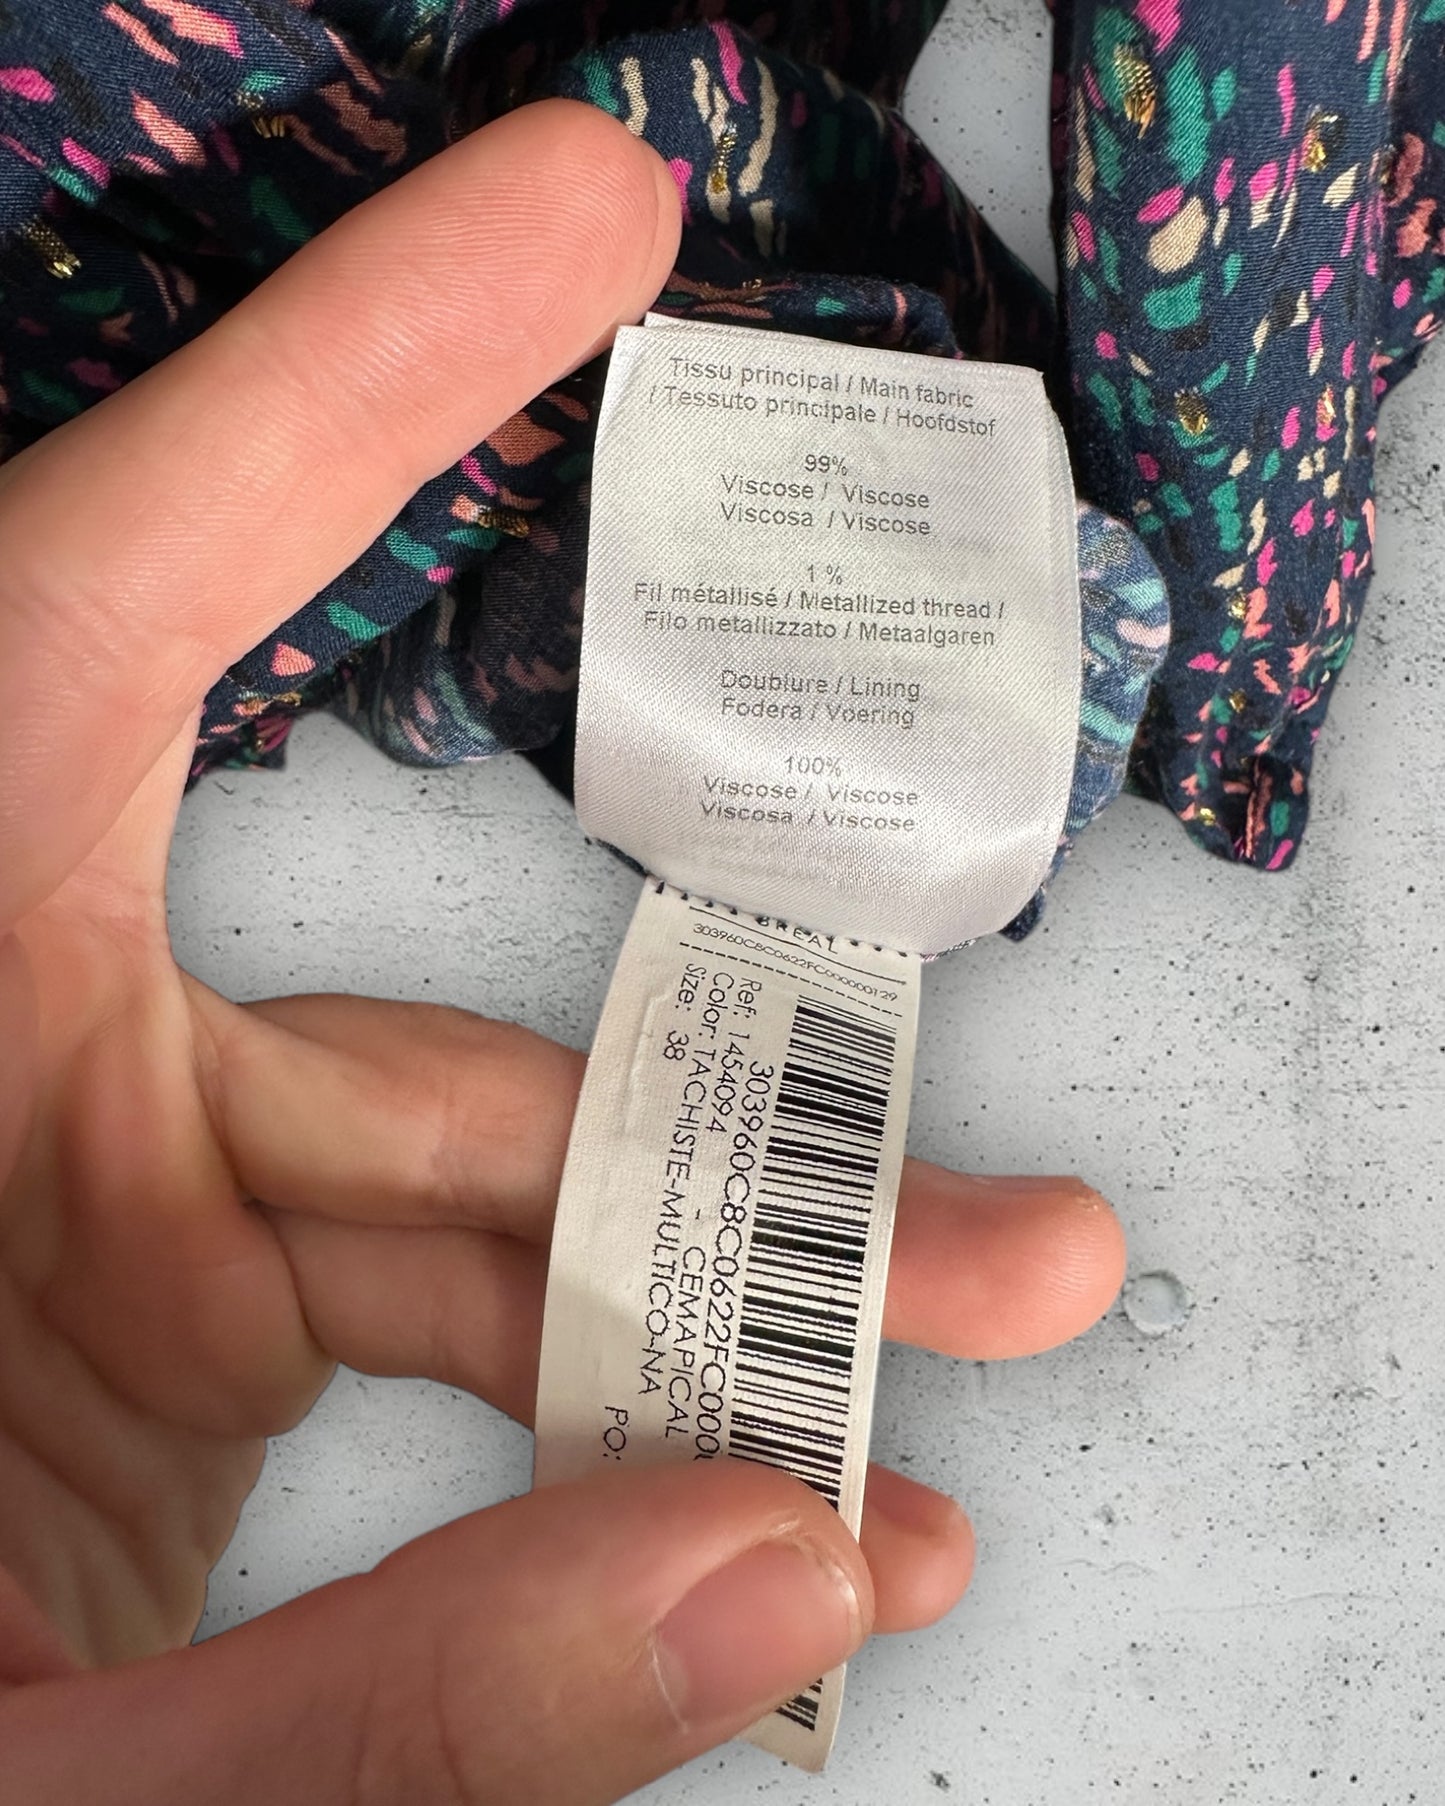 Tissu principal / Main fabric
/ Tessuto principale / Hoofdstof
99%
Viscose / Viscose
Viscosa / Viscose
1 %
Fil métallisé / Metallized thread /
Filo metallizzato / Metaalgaren
Doublure / Lining
Fodera / Voering
100%
Viscose / Viscose
Viscosa / Viscose
BREAL
303960C8C0622FC000000129
303960C8C0622FC000
Ref: 1454094 - CEMAPICAL
Color: TACHISTE-MULTICO-NA
Size: 38
PO: